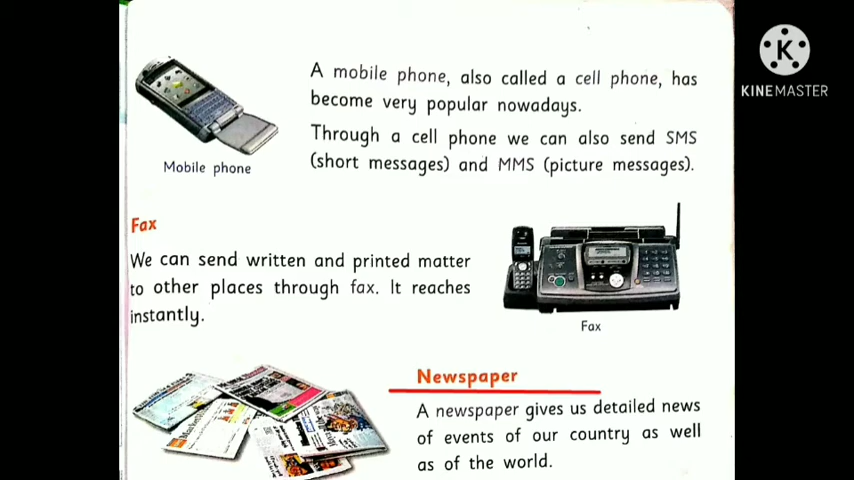 A mobile phone, also called a cell phone, has
become very popular nowadays.
Through a cell phone we can also send SMS
(short messages) and MMS (picture messages).
Mobile phone
Fax
We can send written and printed matter
to other places through fax. It reaches
instantly.
Fax
Newspaper
A newspaper gives us detailed news
of events of our country as well
as of the world.
K
KINEMASTER